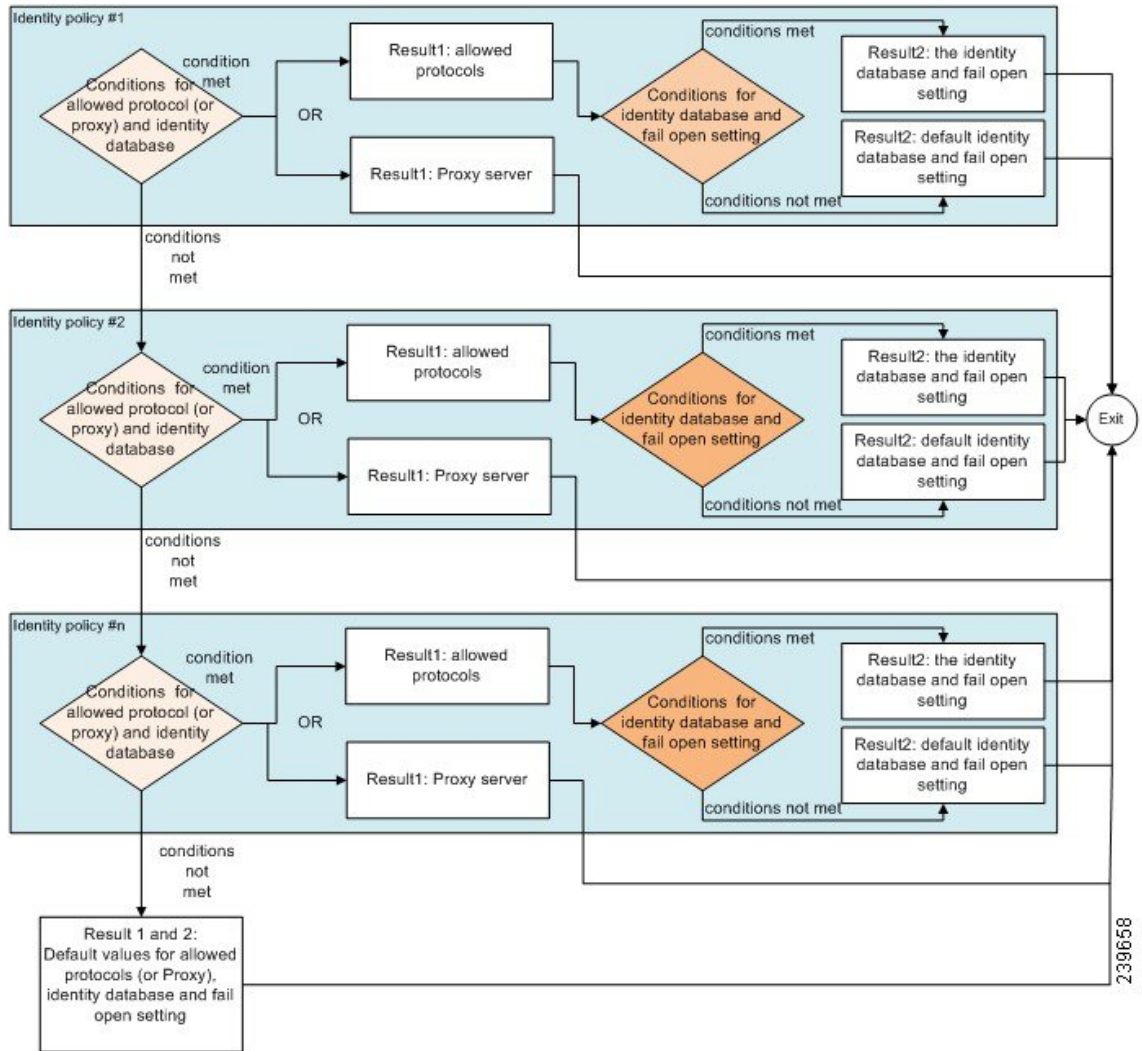 Identity policy #1
condition
met
Conditions for
allowed protocol (or
proxy) and identity
database
OR
Result1: allowed
protocols
Result1: Proxy server
conditions met
Conditions for
identity database and
fail open setting
conditions not met
Result2: the identity
database and fail open
setting
Result2: default identity
database and fail open
setting
conditions
not
met
Identity policy #2
condition
met
Conditions for
allowed protocol (or
proxy) and identity
database
OR
Result1: allowed
protocols
Result1: Proxy server
conditions met
Conditions for
identity database and
fail open setting
conditions not met
Result2: the identity
database and fail open
setting
Result2: default identity
database and fail open
setting
Exit
conditions
not
met
Identity policy #n
condition
met
Conditions for
allowed protocol (or
proxy) and identity
database
OR
Result1: allowed
protocols
Result1: Proxy server
conditions met
Conditions for
identity database and
fail open setting
conditions not met
Result2: the identity
database and fail open
setting
Result2: default identity
database and fail open
setting
conditions
not
met
Result 1 and 2:
Default values for allowed
protocols (or Proxy),
identity database and fail
open setting
239658